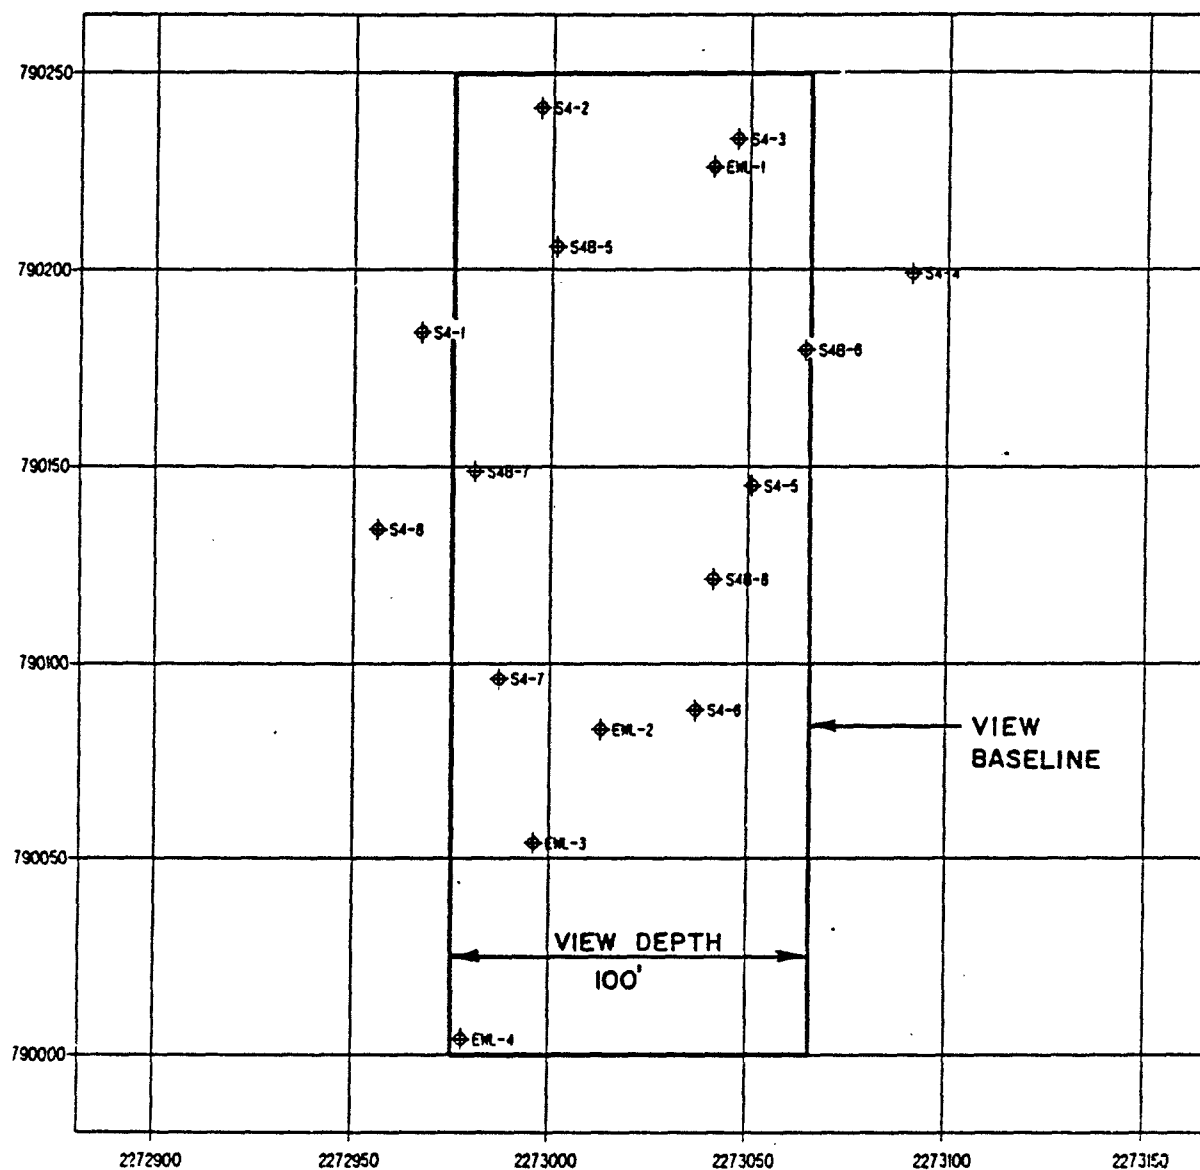 790250
S4-2
S4-3
EWL-1
S4B-5
790200
S4-4
S4-1
S4B-6
790150
S4B-7
S4-5
S4-8
S4B-8
790100
S4-7
S4-6
EWL-2
VIEW
BASELINE
EWL-3
790050
VIEW DEPTH
100'
EWL-4
790000
2272900
2272950
2273000
2273050
2273100
2273150